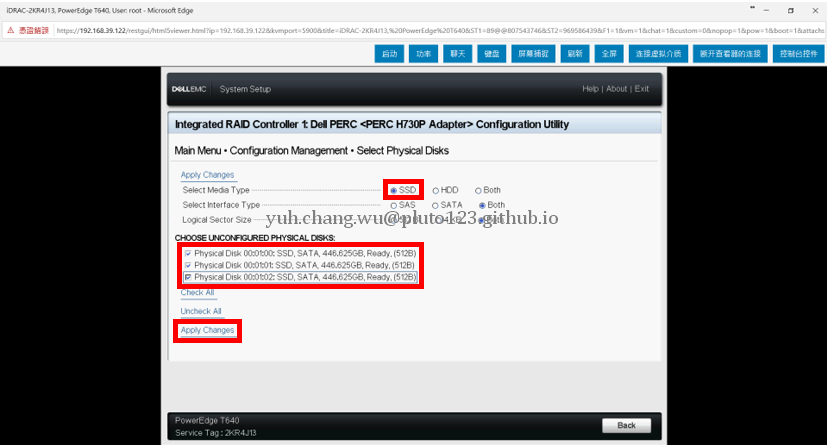 iDRAC-2KR4J13, PowerEdge T640, User: root - Microsoft Edge
憑證錯誤 https://192.168.39.122/restgui/html5viewer.html?ip=192.168.39.122&kvmport=5900&title=iDRAC-2KR4J13,%20PowerEdge%20T640&ST1=89@@807543746&ST2=969586439&F1=1&vm=1&chat=1&custom=0&nopop=1&pow=1&boot=1&attachs
启动 功率 聊天 键盘 屏幕捕獲 刷新 全屏 连接虚拟介质 断开查看器的连接 控制台控件
DELLEMC System Setup Help | About | Exit
Integrated RAID Controller 1: Dell PERC <PERC H730P Adapter> Configuration Utility
Main Menu • Configuration Management • Select Physical Disks
Apply Changes
Select Media Type SSD HDD Both
Select Interface Type SAS SATA Both
Logical Sector Size
yuh.chang.wu@pluto123.github.io
CHOOSE UNCONFIGURED PHYSICAL DISKS:
Physical Disk 00:01:00: SSD, SATA, 446.625GB, Ready, (512B)
Physical Disk 00:01:01: SSD, SATA, 446.625GB, Ready, (512B)
Physical Disk 00:01:02: SSD, SATA, 446.625GB, Ready, (512B)
Check All
Uncheck All
Apply Changes
PowerEdge T640
Service Tag : 2KR4J13
Back